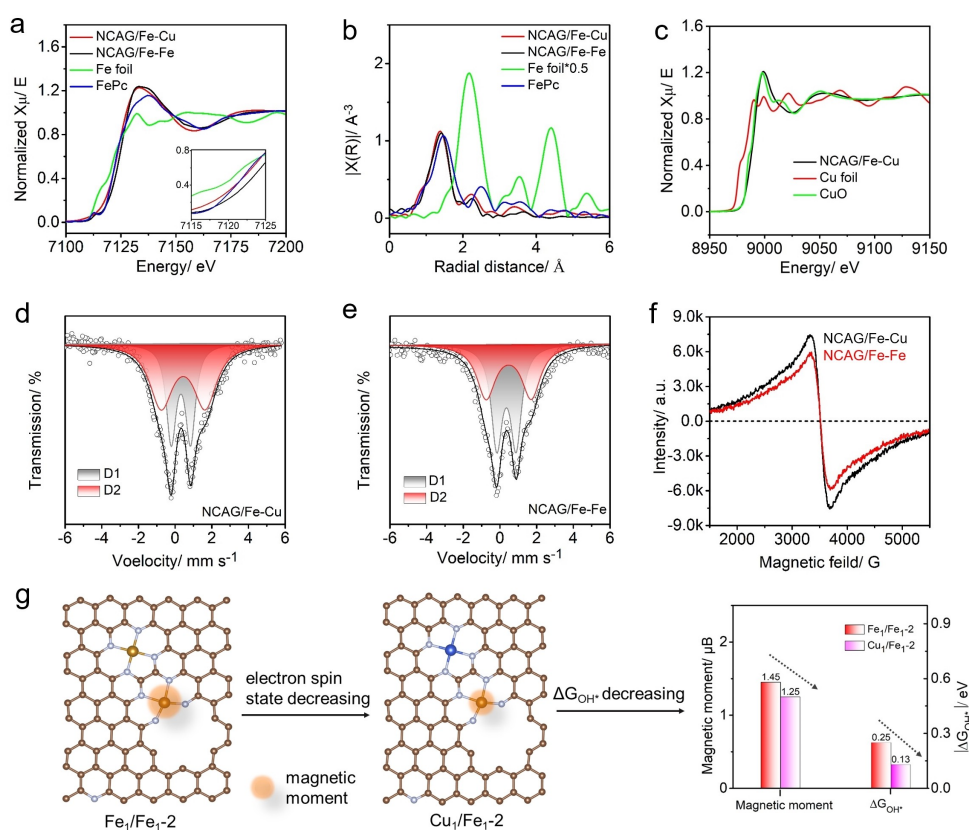 a
NCAG/Fe-Cu
NCAG/Fe-Fe
Fe foil
FePc
Normalized Xμ/ E
1.6
1.2
0.8
0.4
0.0
0.8
0.4
7115 7120 7125
7100 7125 7150 7175 7200
Energy/ eV
b
NCAG/Fe-Cu
NCAG/Fe-Fe
Fe foil*0.5
FePc
|X(R)|/ A⁻³
2
1
0
0 2 4 6
Radial distance/ Å
c
Normalized Xμ/ E
1.6
1.2
0.8
0.4
0.0
NCAG/Fe-Cu
Cu foil
CuO
8950 9000 9050 9100 9150
Energy/ eV
d
Transmission/ %
D1
D2
NCAG/Fe-Cu
-6 -4 -2 0 2 4 6
Voelocity/ mm s⁻¹
e
Transmission/ %
D1
D2
NCAG/Fe-Fe
-6 -4 -2 0 2 4 6
Voelocity/ mm s⁻¹
f
Intensity/ a.u.
9.0k
6.0k
3.0k
0.0
-3.0k
-6.0k
-9.0k
NCAG/Fe-Cu
NCAG/Fe-Fe
2000 3000 4000 5000
Magnetic feild/ G
g
electron spin
state decreasing
magnetic
moment
Fe₁/Fe₁-2
ΔG_OH* decreasing
Cu₁/Fe₁-2
Magnetic moment/ μB
2
1
0
Fe₁/Fe₁-2
Cu₁/Fe₁-2
1.45
1.25
0.25
0.13
0.9
0.6
0.3
0.0
|ΔG_OH*|/ eV
Magnetic moment
ΔG_OH*